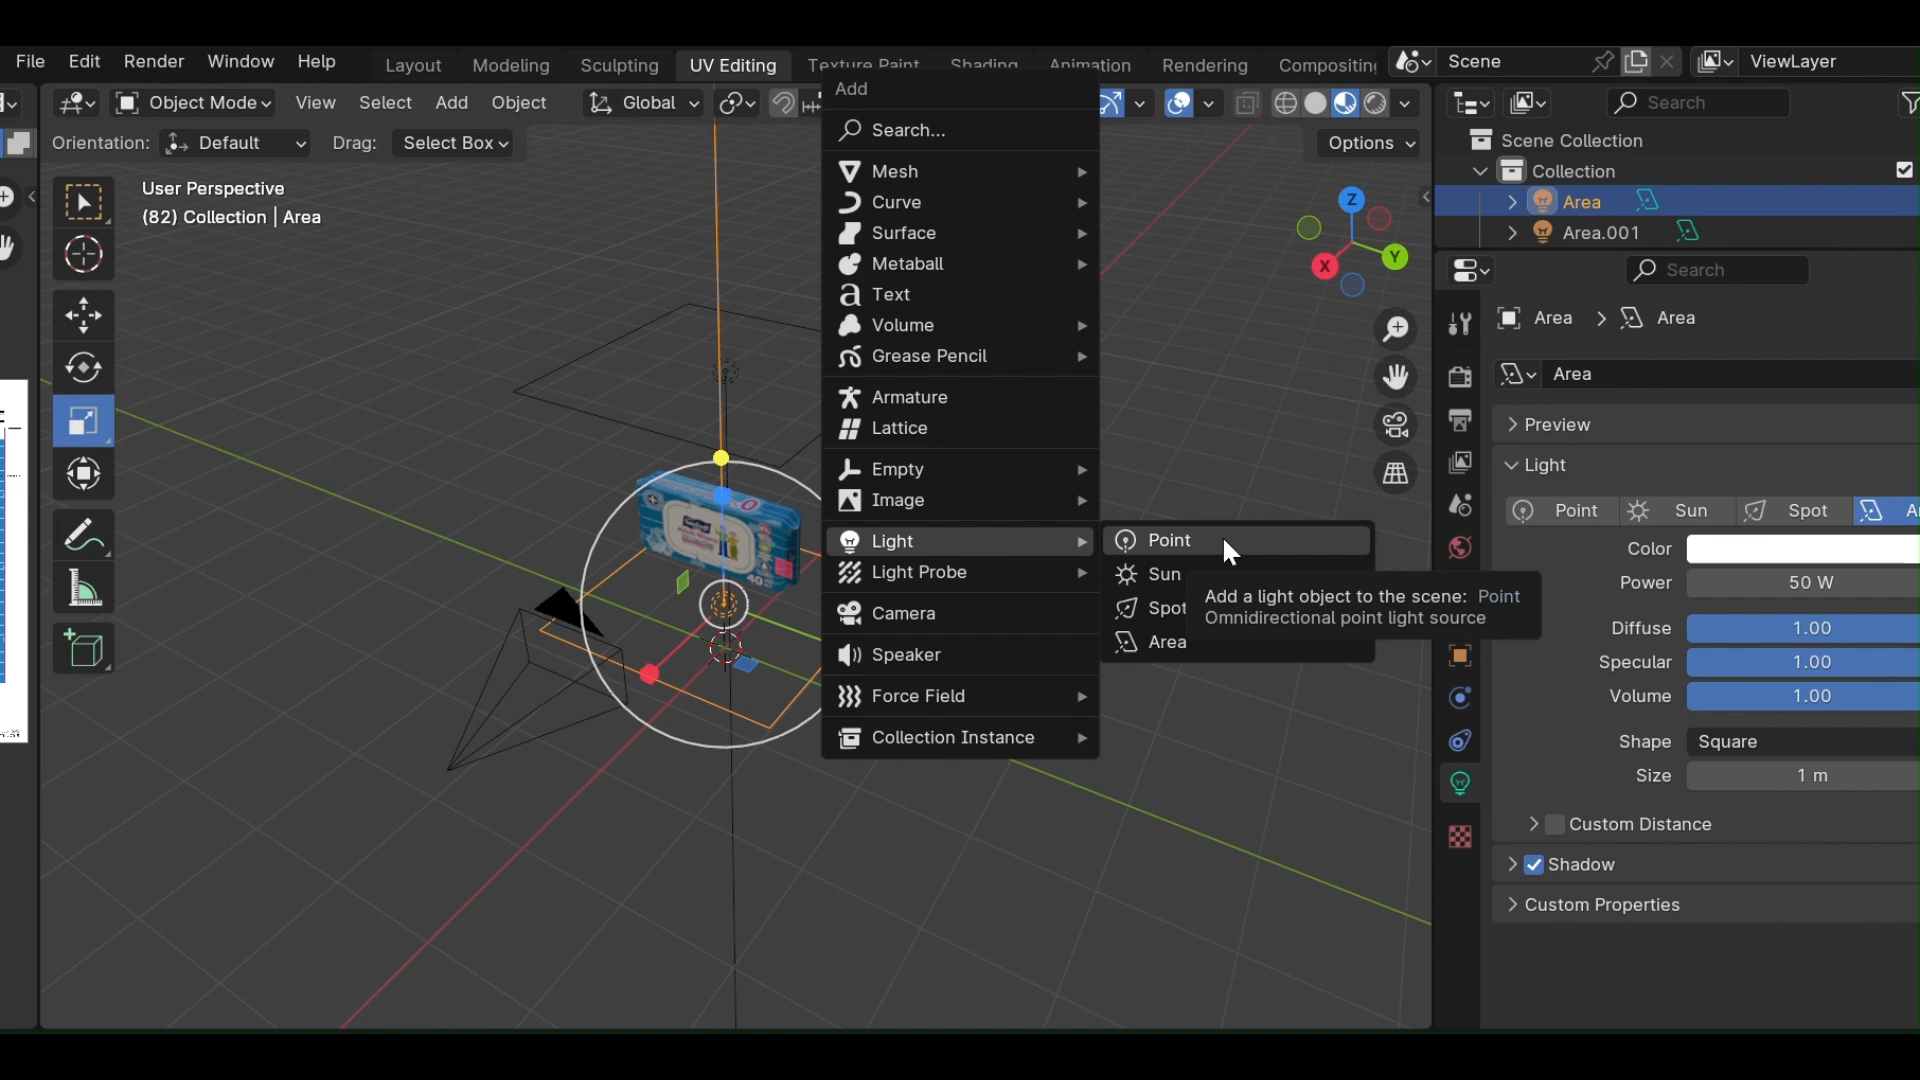 File Edit Render Window Help Layout Modeling Sculpting UV Editing Texture Paint Shading Animation Rendering Compositing Scene ViewLayer
Object Mode View Select Add Object Global
Orientation: Default Drag: Select Box Options
User Perspective
(82) Collection | Area
Z
Y
X
Add
Search...
Mesh
Curve
Surface
Metaball
Text
Volume
Grease Pencil
Armature
Lattice
Empty
Image
Light
Light Probe
Camera
Speaker
Force Field
Collection Instance
Point
Sun
Spot
Area
Add a light object to the scene: Point
Omnidirectional point light source
40
Search
Scene Collection
Collection
Area
Area.001
Search
Area > Area
Area
Preview
Light
Point Sun Spot
Color
Power 50 W
Diffuse 1.00
Specular 1.00
Volume 1.00
Shape Square
Size 1 m
Custom Distance
Shadow
Custom Properties